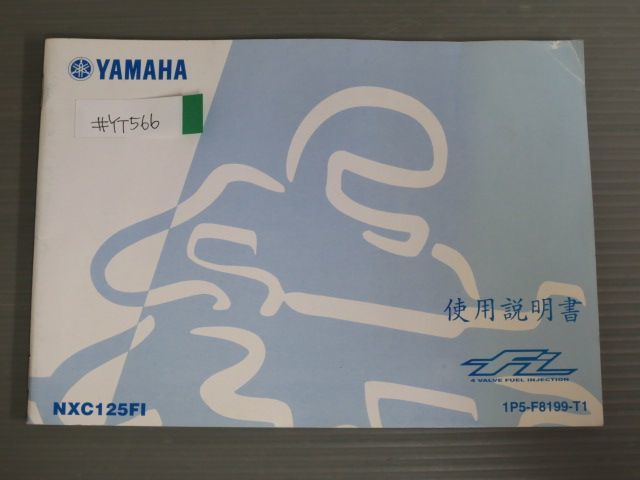 YAMAHA
#YT566
使用説明書
FI
4 VALVE FUEL INJECTION
NXC125FI
1P5-F8199-T1